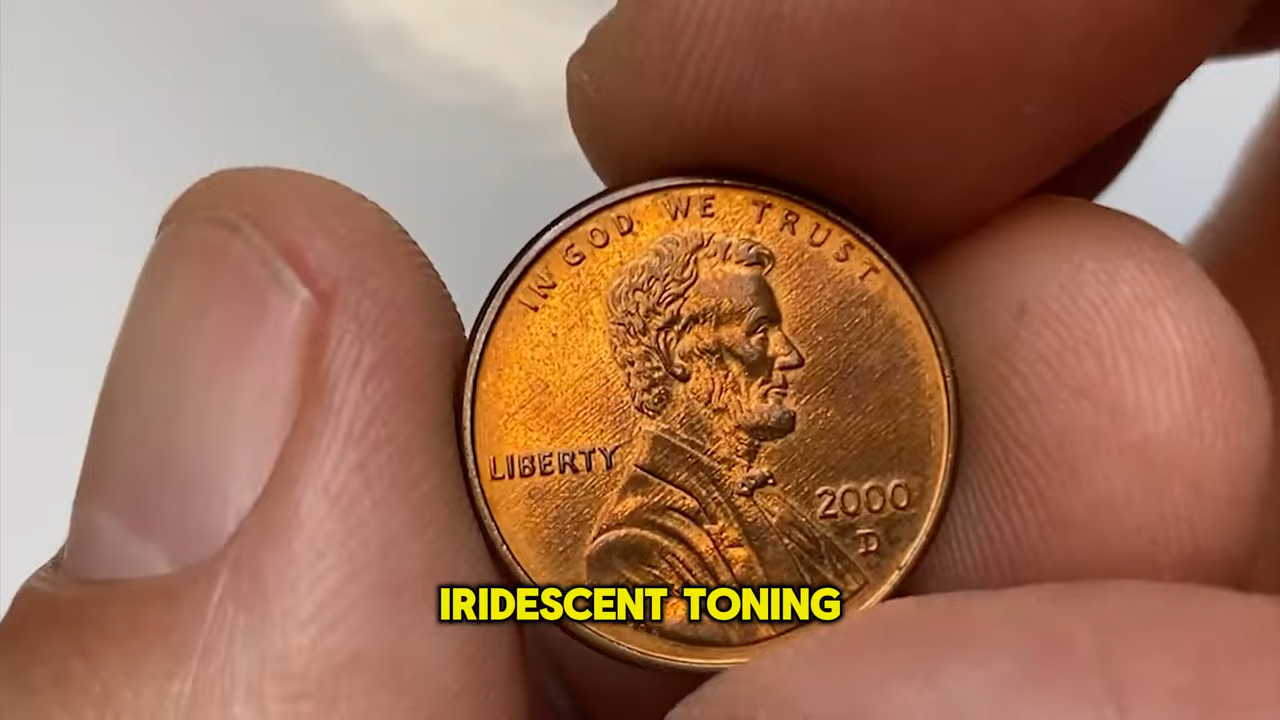 IN GOD WE TRUST
LIBERTY
2000
D
IRIDESCENT TONING